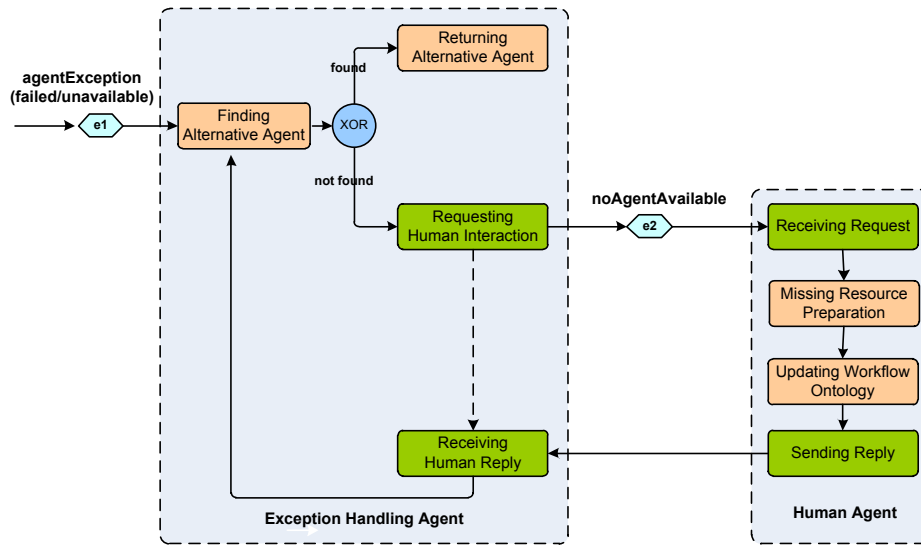 Returning
Alternative Agent
found
agentException
(failed/unavailable)
e1
Finding
Alternative Agent
XOR
not found
Requesting
Human Interaction
noAgentAvailable
e2
Receiving Request
Missing Resource
Preparation
Updating Workflow
Ontology
Receiving
Human Reply
Sending Reply
Exception Handling Agent
Human Agent